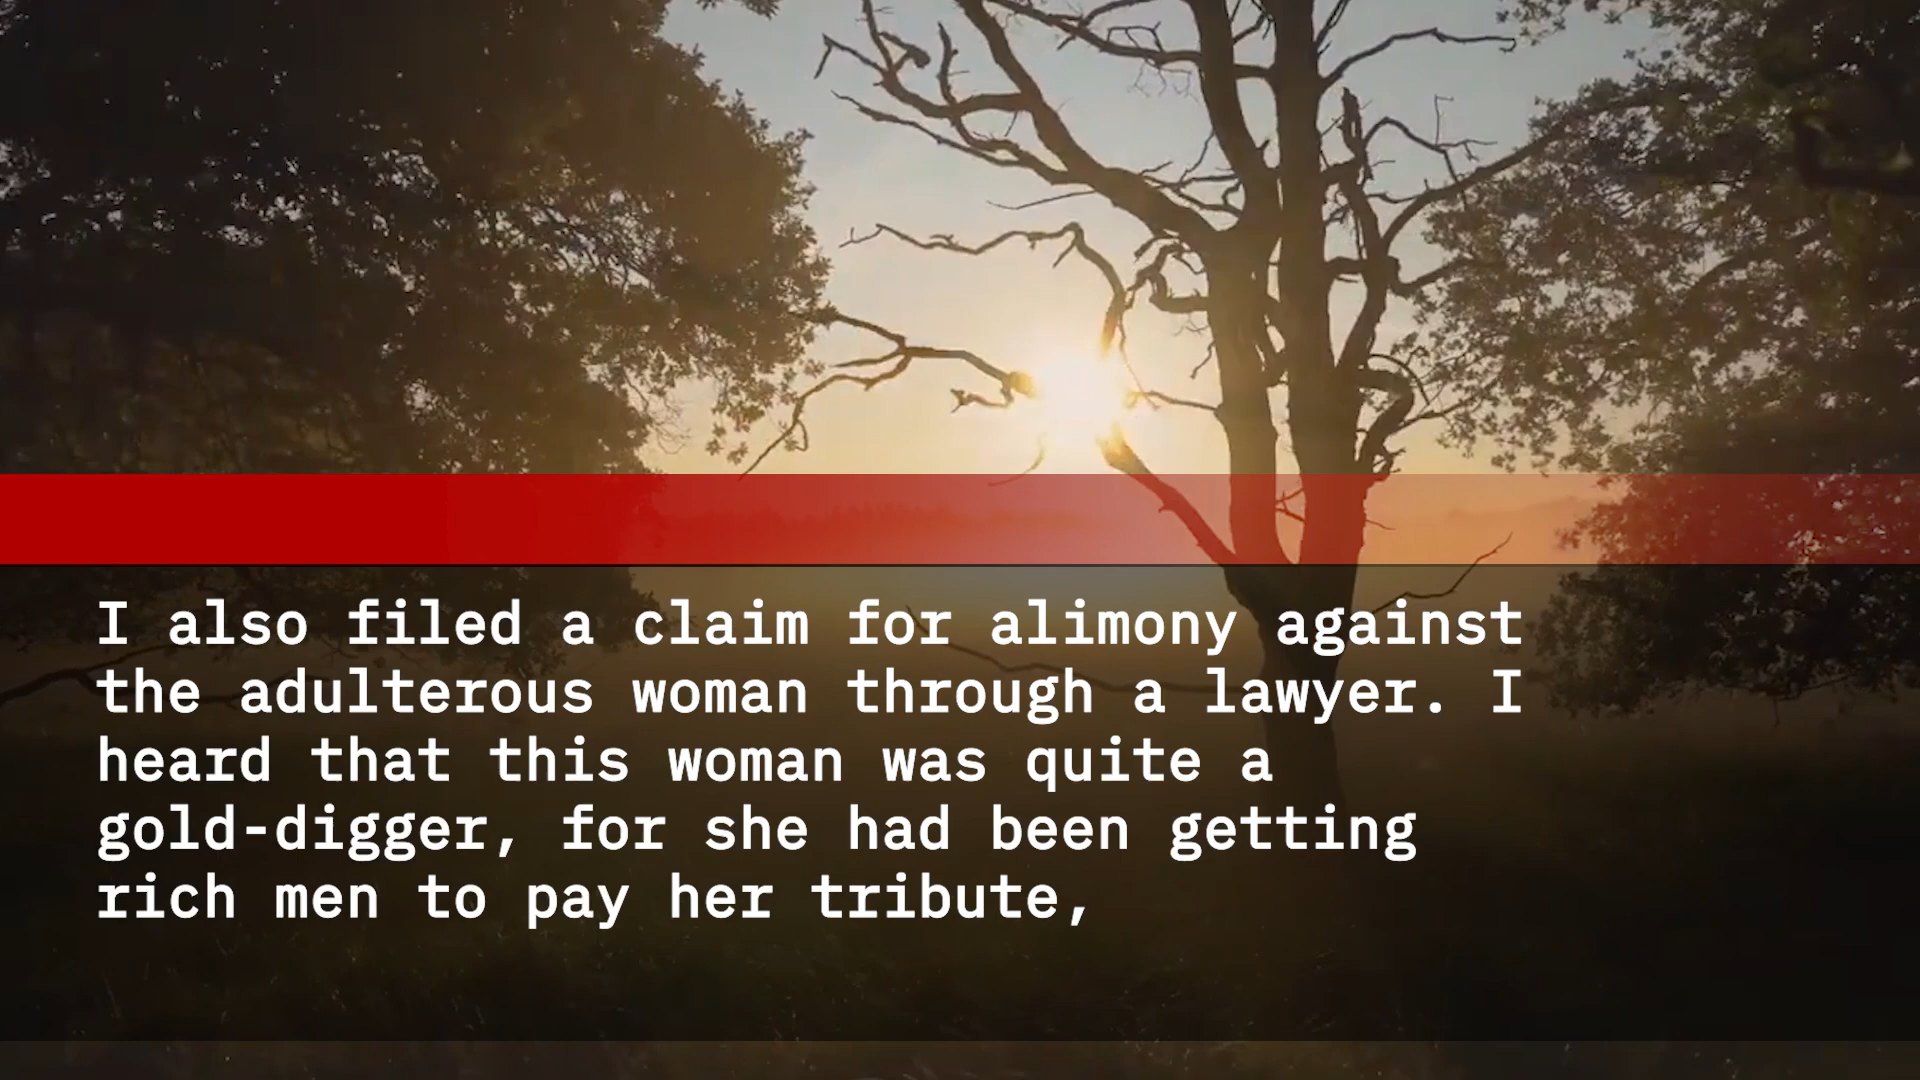 I also filed a claim for alimony against
the adulterous woman through a lawyer. I
heard that this woman was quite a
gold-digger, for she had been getting
rich men to pay her tribute,